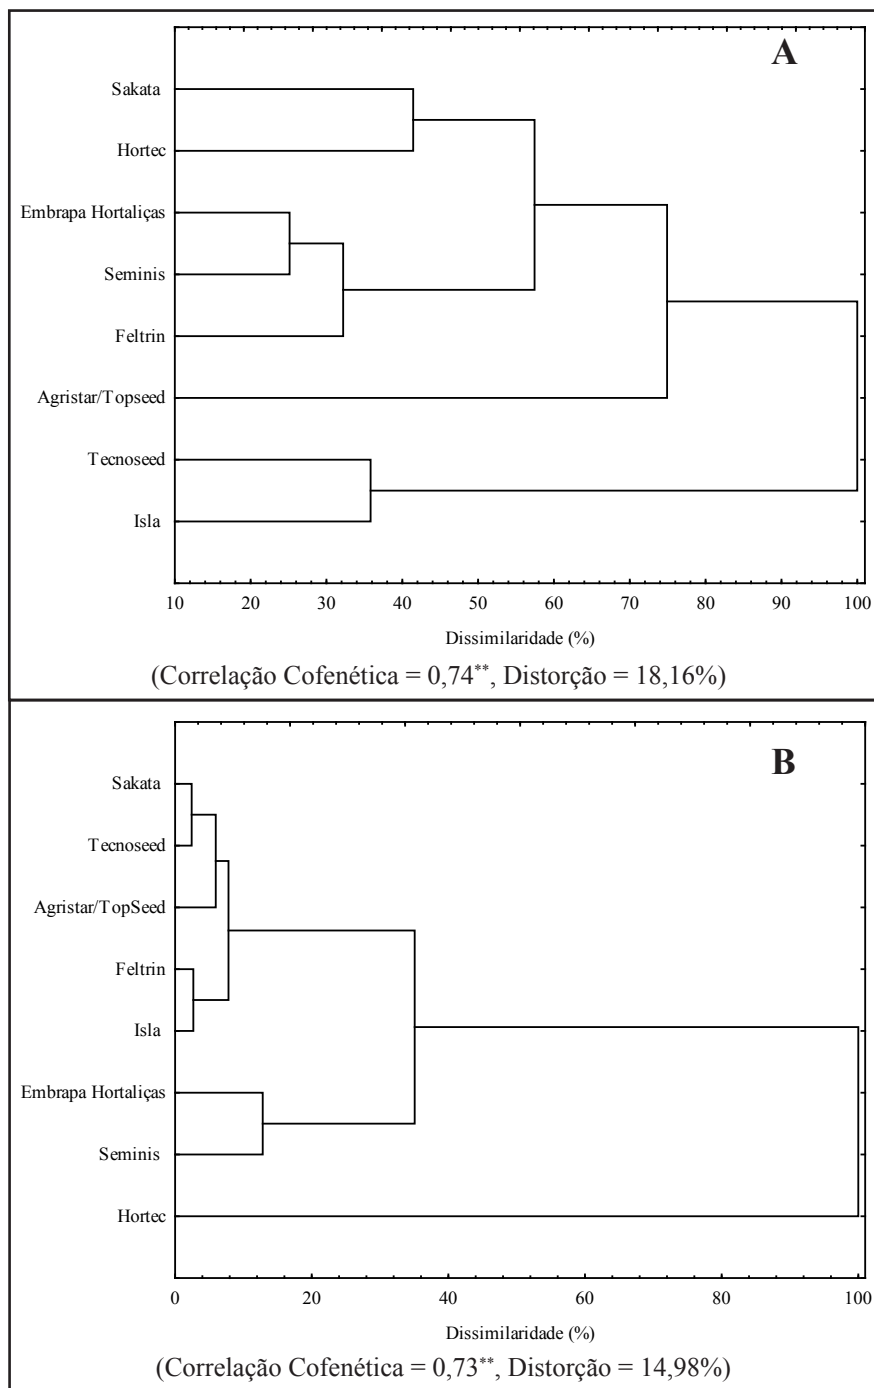 A
Sakata
Hortec
Embrapa Hortaliças
Seminis
Feltrin
Agristar/Topseed
Tecnoseed
Isla
10 20 30 40 50 60 70 80 90 100
Dissimilaridade (%)
(Correlação Cofenética = 0,74**, Distorção = 18,16%)
B
Sakata
Tecnoseed
Agristar/TopSeed
Feltrin
Isla
Embrapa Hortaliças
Seminis
Hortec
0 20 40 60 80 100
Dissimilaridade (%)
(Correlação Cofenética = 0,73**, Distorção = 14,98%)